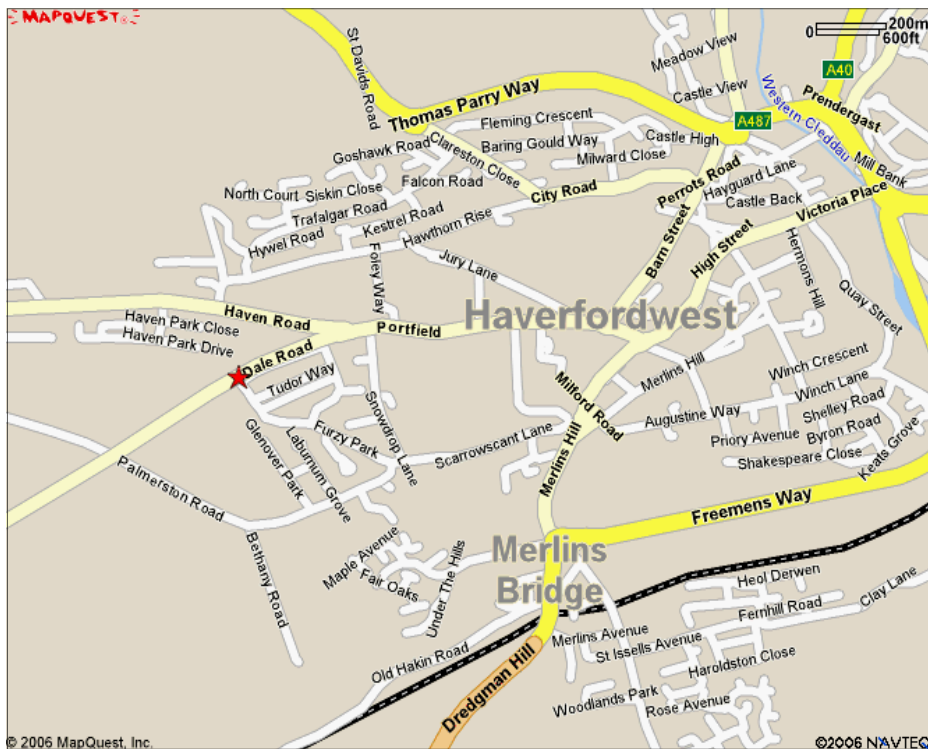 MAPQUEST
200m
0
600ft
St Davids Road
Meadow View
A40
Castle View
Prendergast
Thomas Parry Way
Western Cleddau
Fleming Crescent
A487
Goshawk Road
Clareston Close
Baring Gould Way
Castle High
Milward Close
Mill Bank
Falcon Road
Hayguard Lane
North Court
Siskin Close
City Road
Perrots Road
Castle Back
Victoria Place
Trafalgar Road
Kestrel Road
Hywel Road
Hawthorn Rise
Barn Street
High Street
Hermons Hill
Foley Way
Jury Lane
Quay Street
Haven Road
Portfield
Haverfordwest
Haven Park Close
Haven Park Drive
Dale Road
Tudor Way
Milford Road
Merlins Hill
Winch Crescent
Winch Lane
Snowdrop Lane
Augustine Way
Shelley Road
Glenover Park
Laburnum Grove
Furzy Park
Scarrowscant Lane
Priory Avenue
Byron Road
Merlins Hill
Shakespeare Close
Keats Grove
Palmerston Road
Freemens Way
Bethany Road
Maple Avenue
Fair Oaks
Under The Hills
Merlins
Bridge
Heol Derwen
Fernhill Road
Clay Lane
Merlins Avenue
St Issells Avenue
Old Hakin Road
Haroldston Close
Dredgman Hill
Woodlands Park
Rose Avenue
© 2006 MapQuest, Inc.
©2006 NAVTEQ